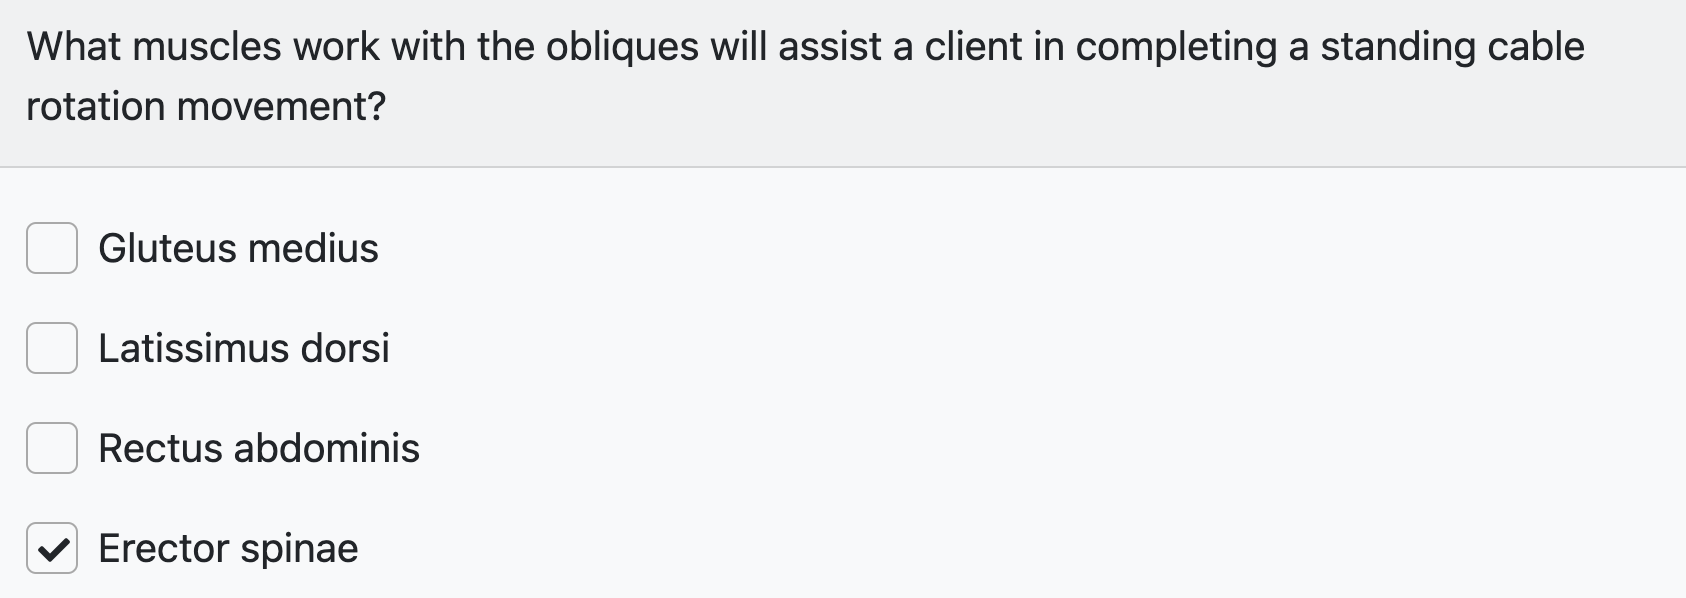 What muscles work with the obliques will assist a client in completing a standing cable
rotation movement?
Gluteus medius
Latissimus dorsi
Rectus abdominis
Erector spinae